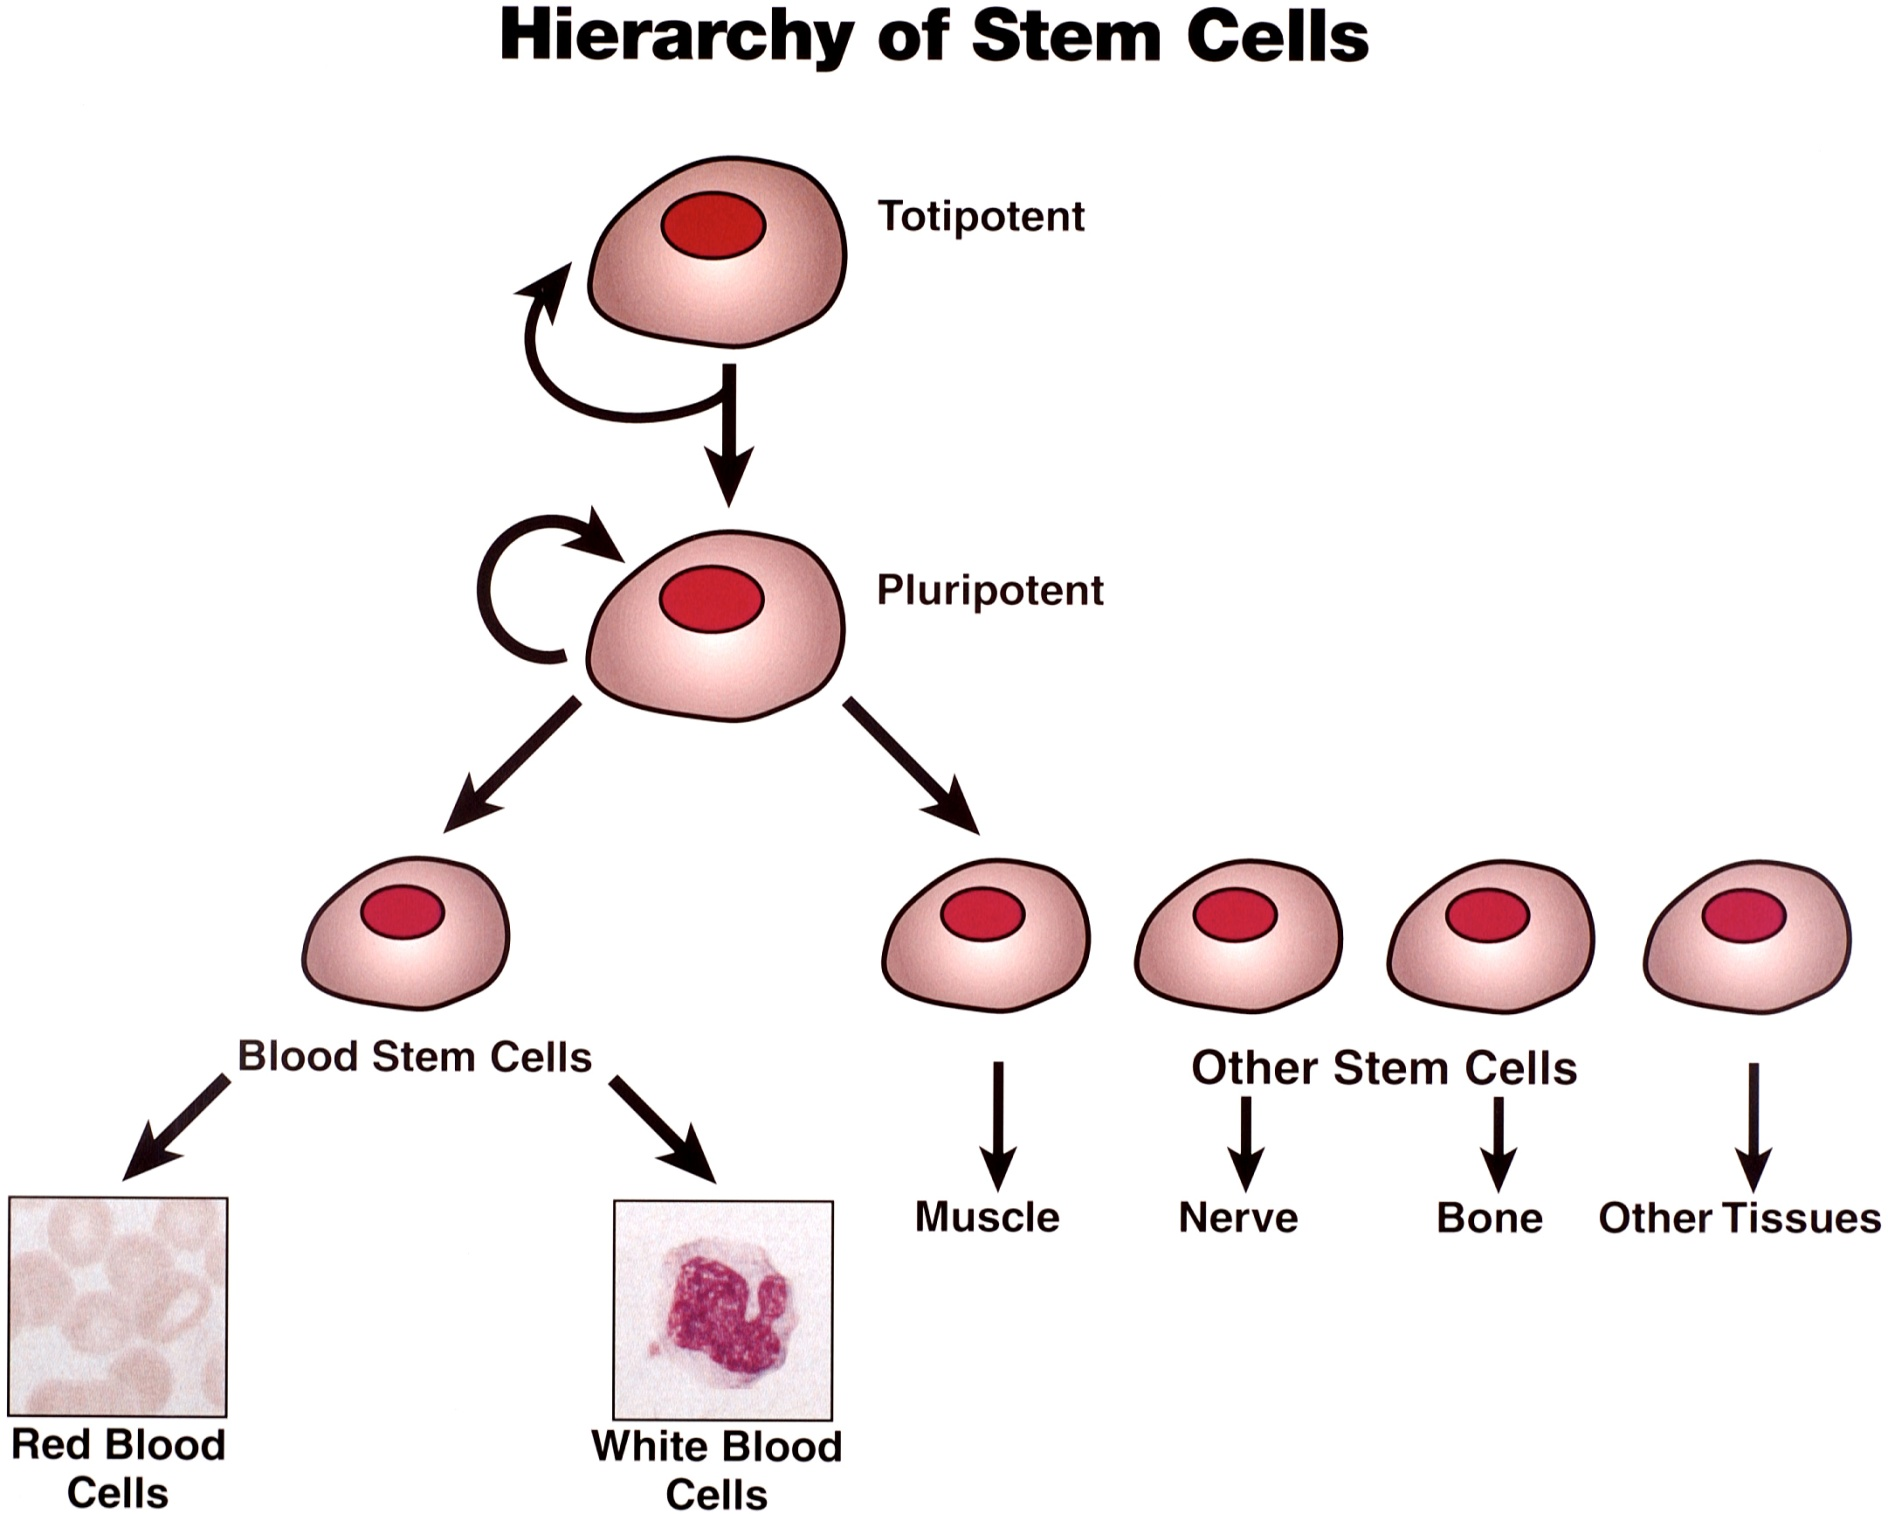 Hierarchy of Stem Cells
Totipotent
Pluripotent
Blood Stem Cells
Other Stem Cells
Muscle
Nerve
Bone
Other Tissues
Red Blood
Cells
White Blood
Cells